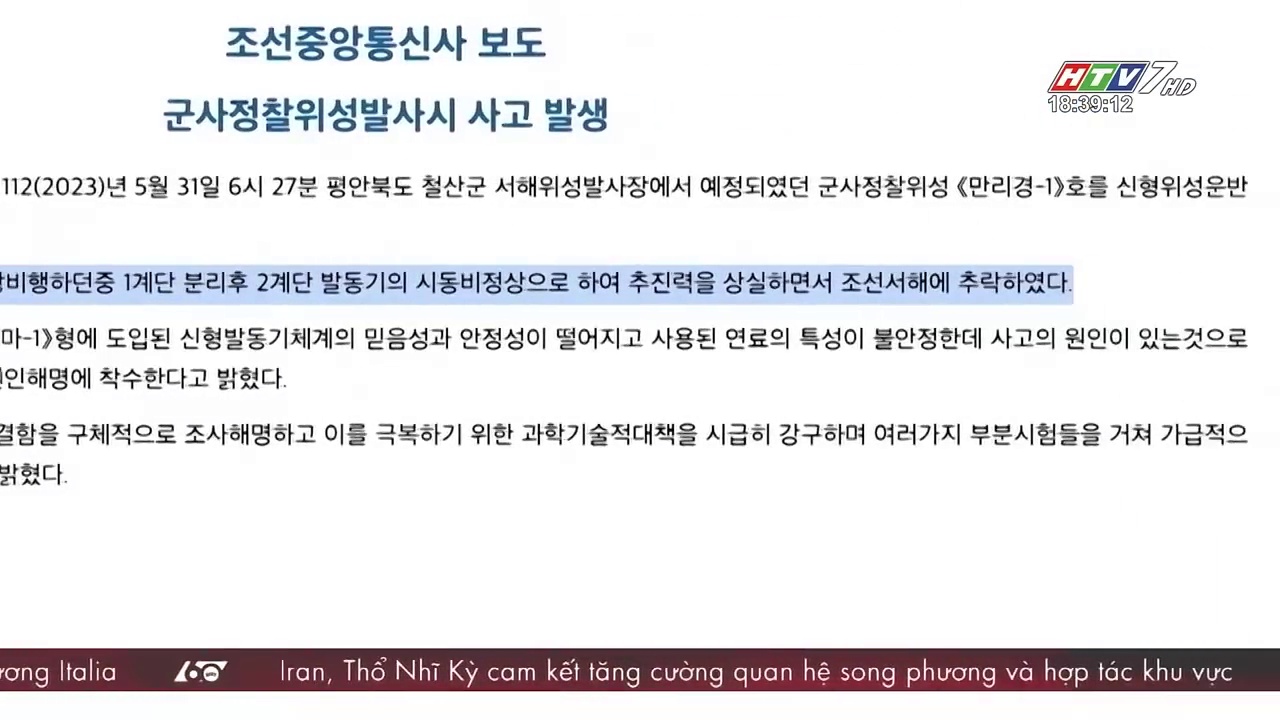 조선중앙통신사 보도
HTV7 HD
18:39:12
군사정찰위성발사시 사고 발생
112(2023)년 5월 31일 6시 27분 평안북도 철산군 서해위성발사장에서 예정되였던 군사정찰위성 《만리경-1》호를 신형위성운반
비행하던중 1계단 분리후 2계단 발동기의 시동비정상으로 하여 추진력을 상실하면서 조선서해에 추락하였다.
마-1》형에 도입된 신형발동기체계의 믿음성과 안정성이 떨어지고 사용된 연료의 특성이 불안정한데 사고의 원인이 있는것으로
인해명에 착수한다고 밝혔다.
결함을 구체적으로 조사해명하고 이를 극복하기 위한 과학기술적대책을 시급히 강구하며 여러가지 부분시험들을 거쳐 가급적으
밝혔다.
ương Italia 60 Iran, Thổ Nhĩ Kỳ cam kết tăng cường quan hệ song phương và hợp tác khu vực